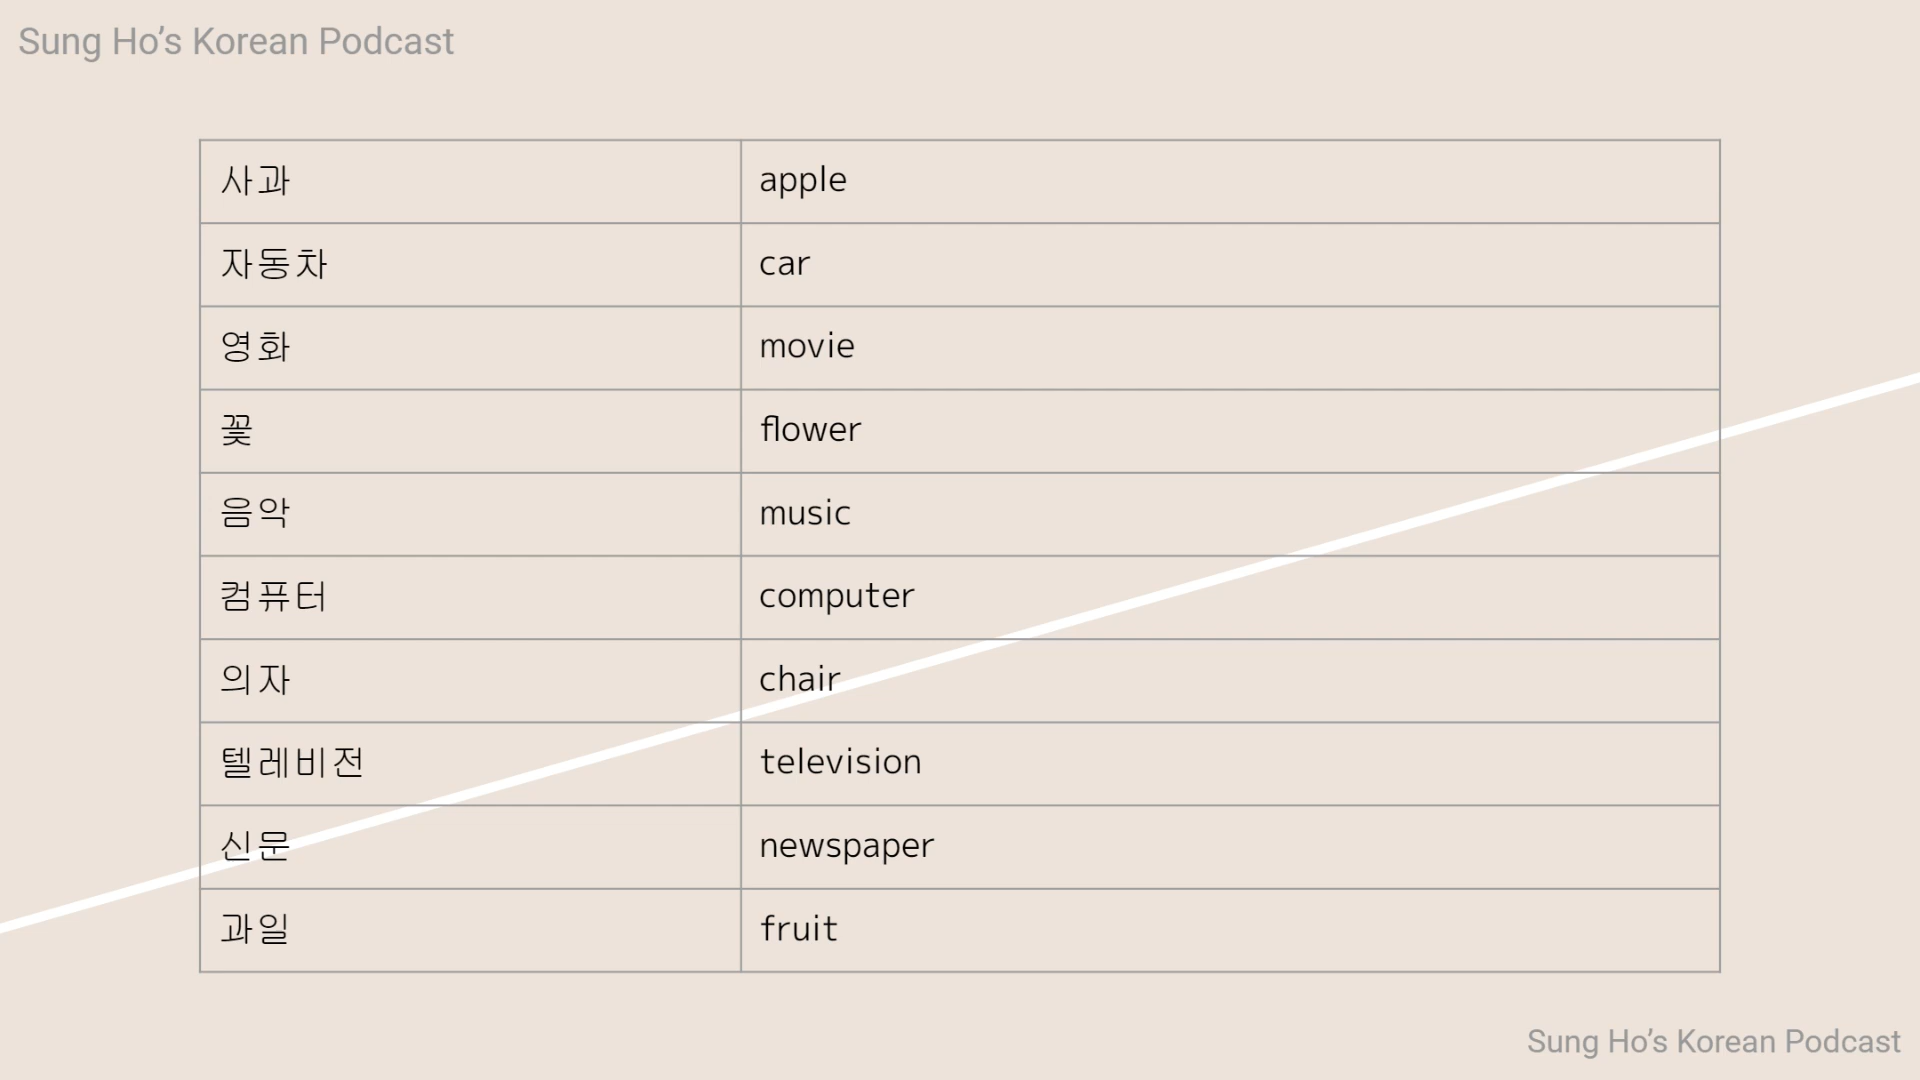 Sung Ho’s Korean Podcast
사과 apple
자동차 car
영화 movie
꽃 flower
음악 music
컴퓨터 computer
의자 chair
텔레비전 television
신문 newspaper
과일 fruit
Sung Ho’s Korean Podcast